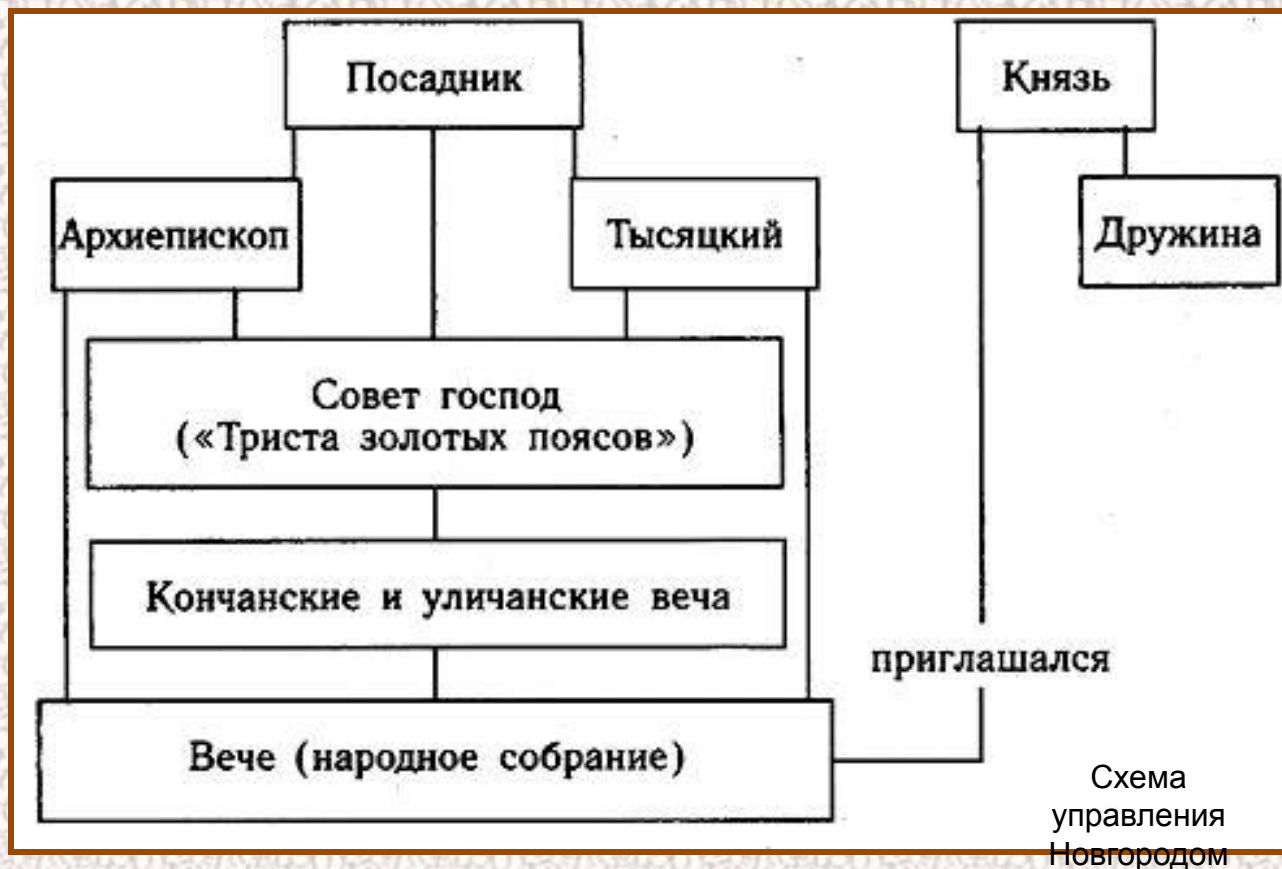 Посадник
Князь
Архиепископ
Тысяцкий
Дружина
Совет господ
(«Триста золотых поясов»)
Кончанские и уличанские веча
приглашался
Вече (народное собрание)
Схема
управления
Новгородом